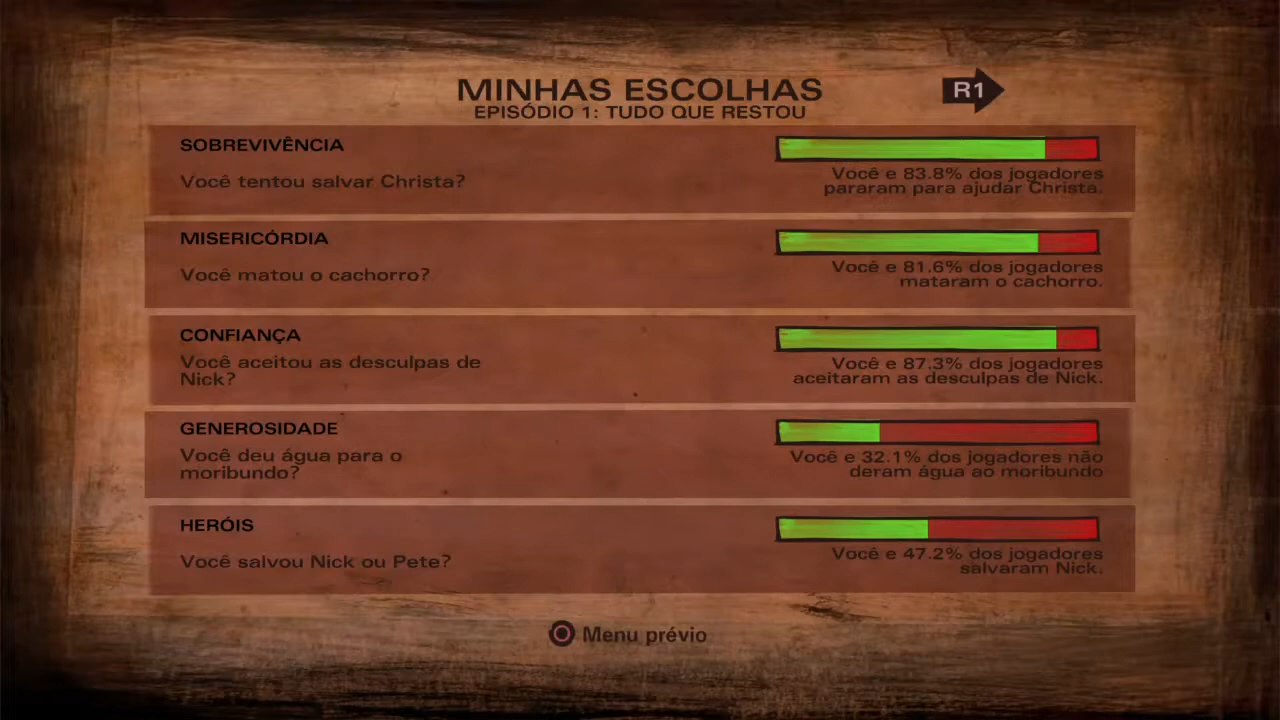 MINHAS ESCOLHAS
R1
EPISÓDIO 1: TUDO QUE RESTOU
SOBREVIVÊNCIA
Você tentou salvar Christa?
Você e 83.8% dos jogadores
pararam para ajudar Christa.
MISERICÓRDIA
Você matou o cachorro?
Você e 81.6% dos jogadores
mataram o cachorro.
CONFIANÇA
Você aceitou as desculpas de
Nick?
Você e 87.3% dos jogadores
aceitaram as desculpas de Nick.
GENEROSIDADE
Você deu água para o
moribundo?
Você e 32.1% dos jogadores não
deram água ao moribundo
HERÓIS
Você salvou Nick ou Pete?
Você e 47.2% dos jogadores
salvaram Nick.
Menu prévio